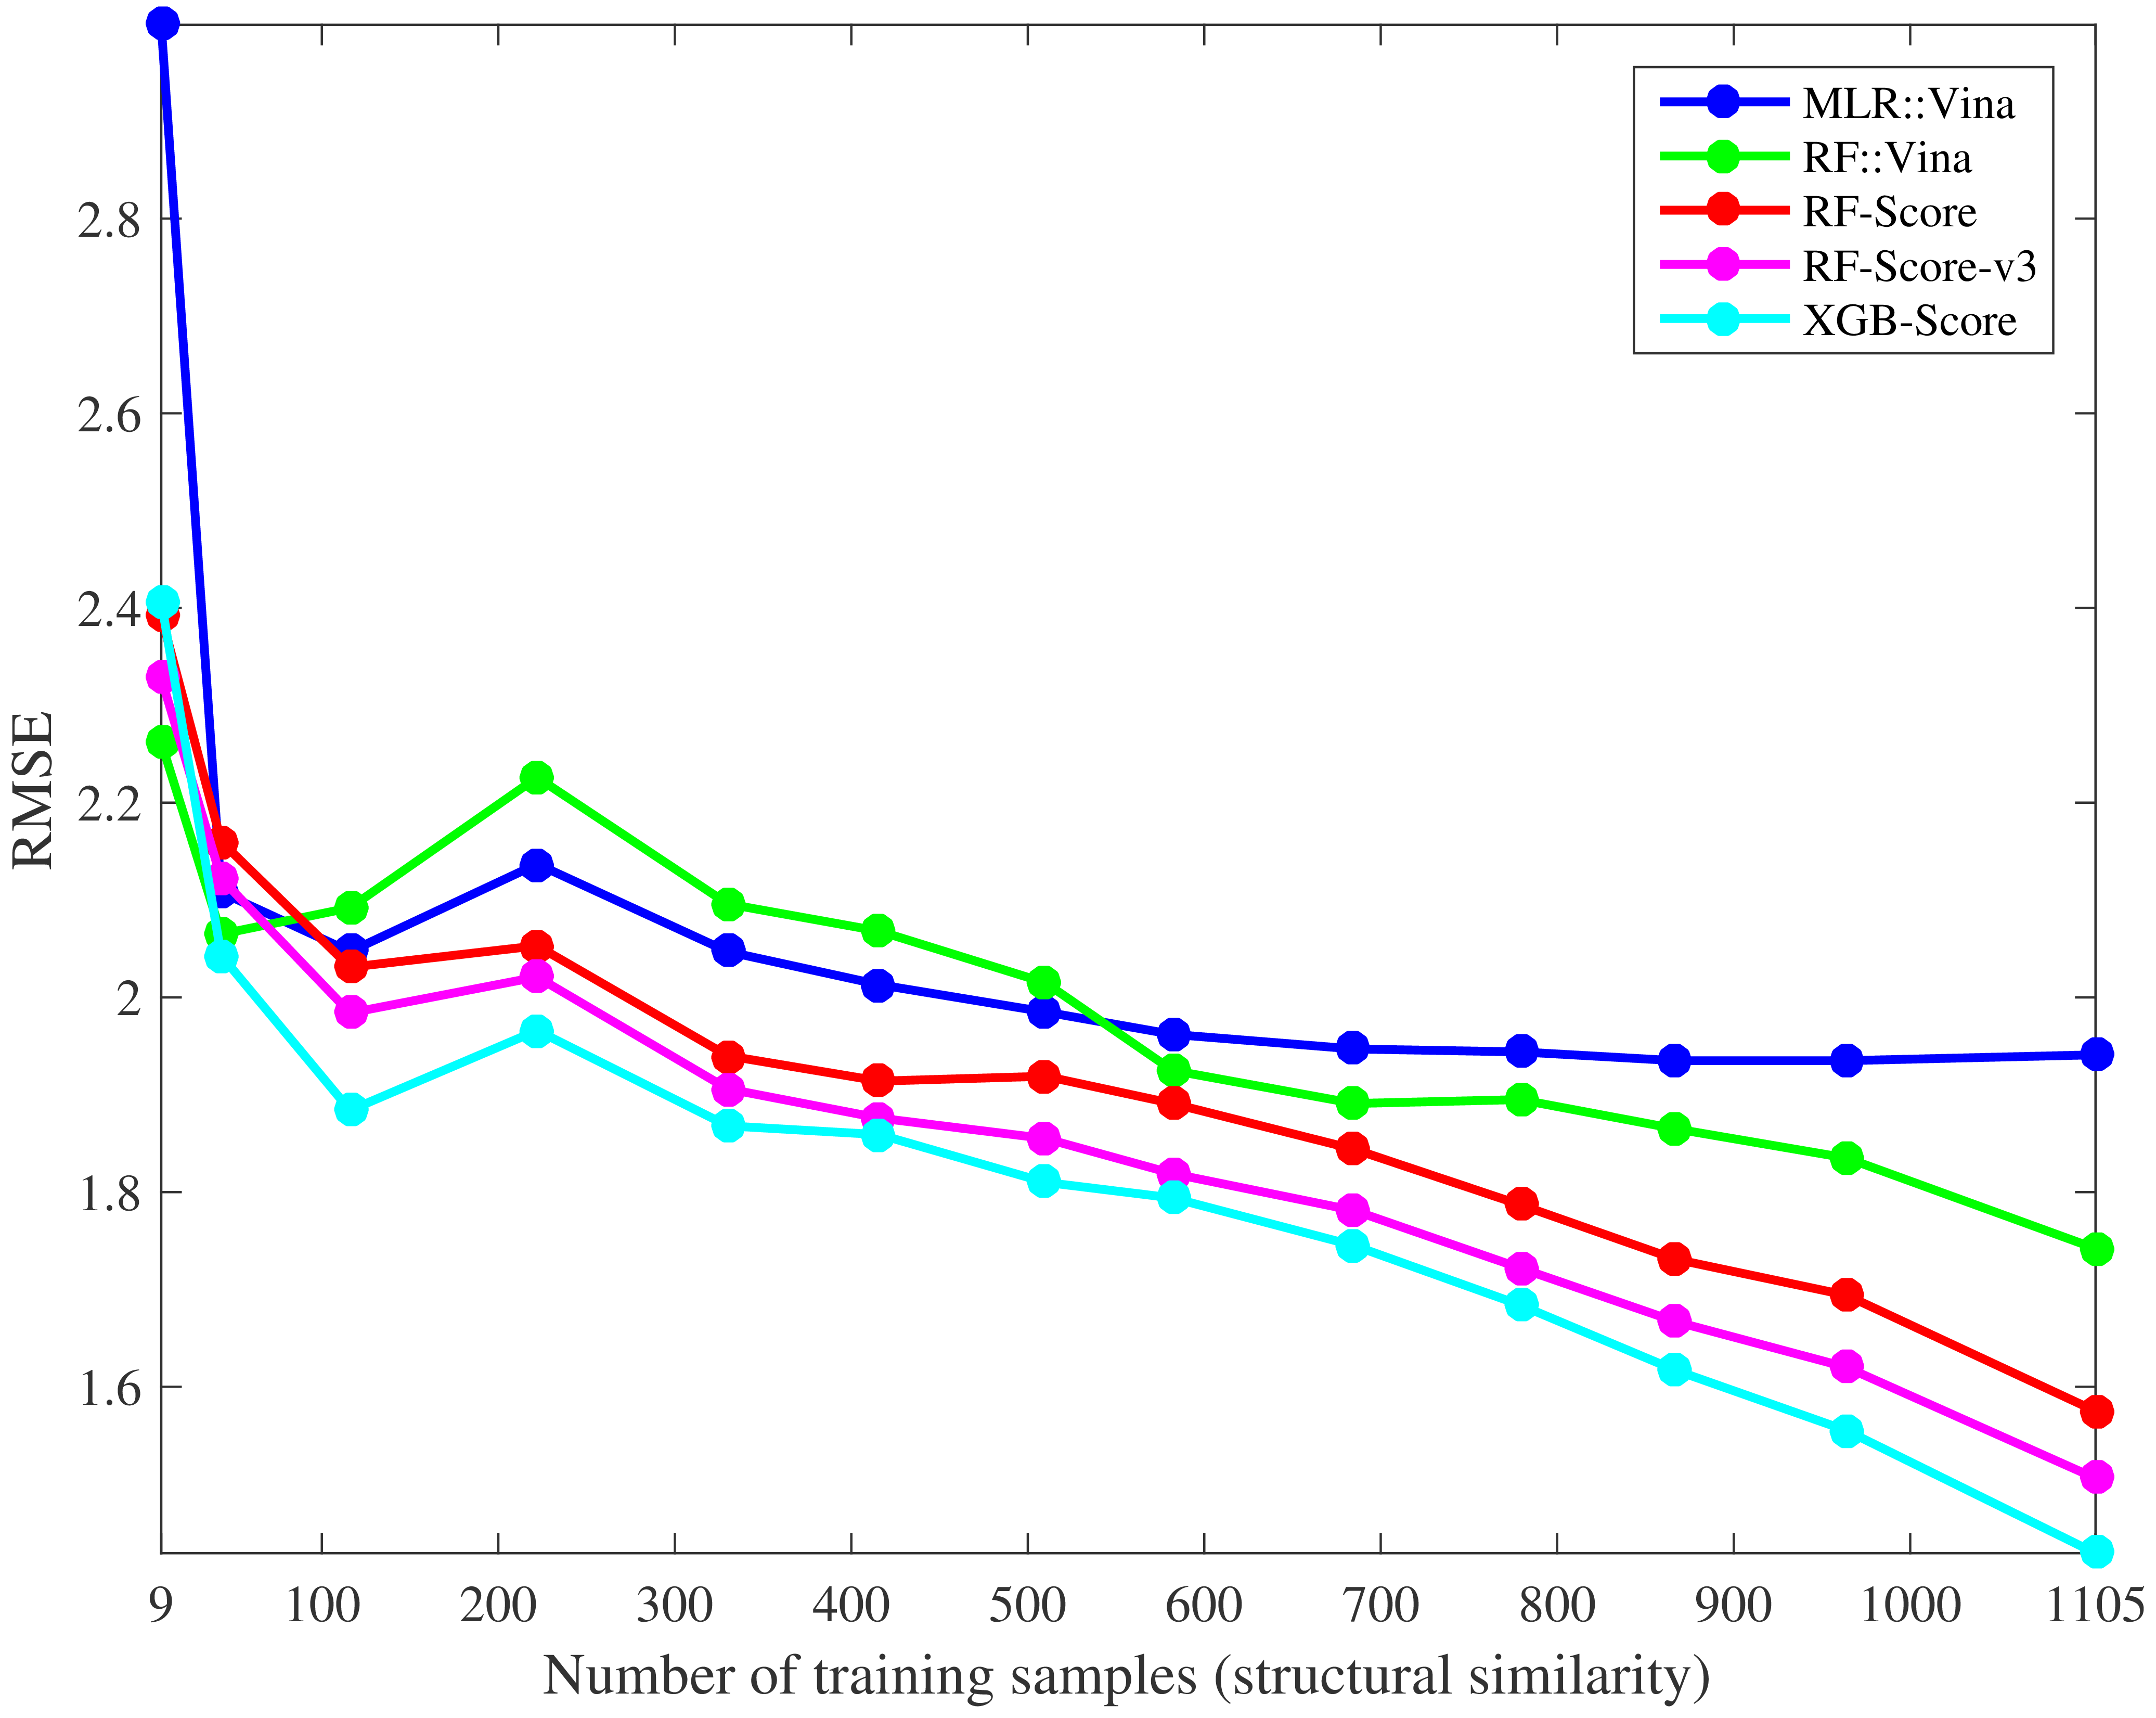 MLR::Vina
RF::Vina
RF-Score
RF-Score-v3
XGB-Score
2.8
2.6
2.4
2.2
2
1.8
1.6
RMSE
9 100 200 300 400 500 600 700 800 900 1000 1105
Number of training samples (structural similarity)